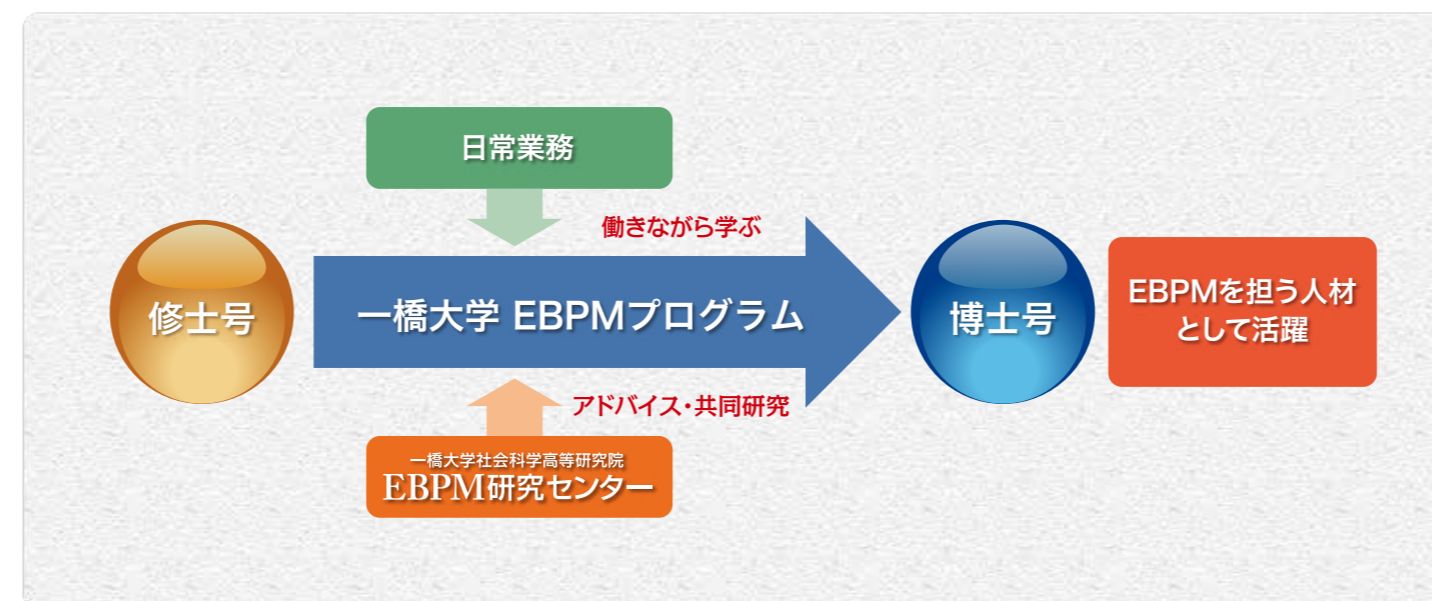 日常業務
働きながら学ぶ
修士号
一橋大学 EBPMプログラム
博士号
EBPMを担う人材
として活躍
アドバイス・共同研究
一橋大学社会科学高等研究院
EBPM研究センター